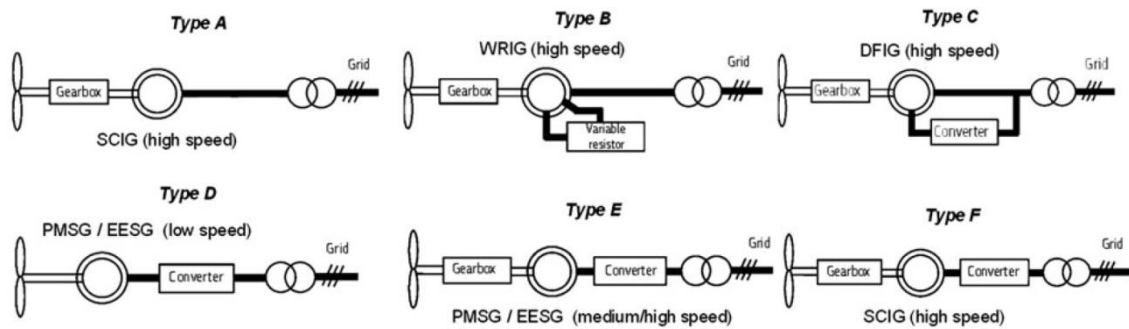 Type A
Gearbox
Grid
SCIG (high speed)
Type B
WRIG (high speed)
Gearbox
Grid
Variable
resistor
Type C
DFIG (high speed)
Gearbox
Grid
Converter
Type D
PMSG / EESG (low speed)
Converter
Grid
Type E
Gearbox
Converter
Grid
PMSG / EESG (medium/high speed)
Type F
Gearbox
Converter
Grid
SCIG (high speed)